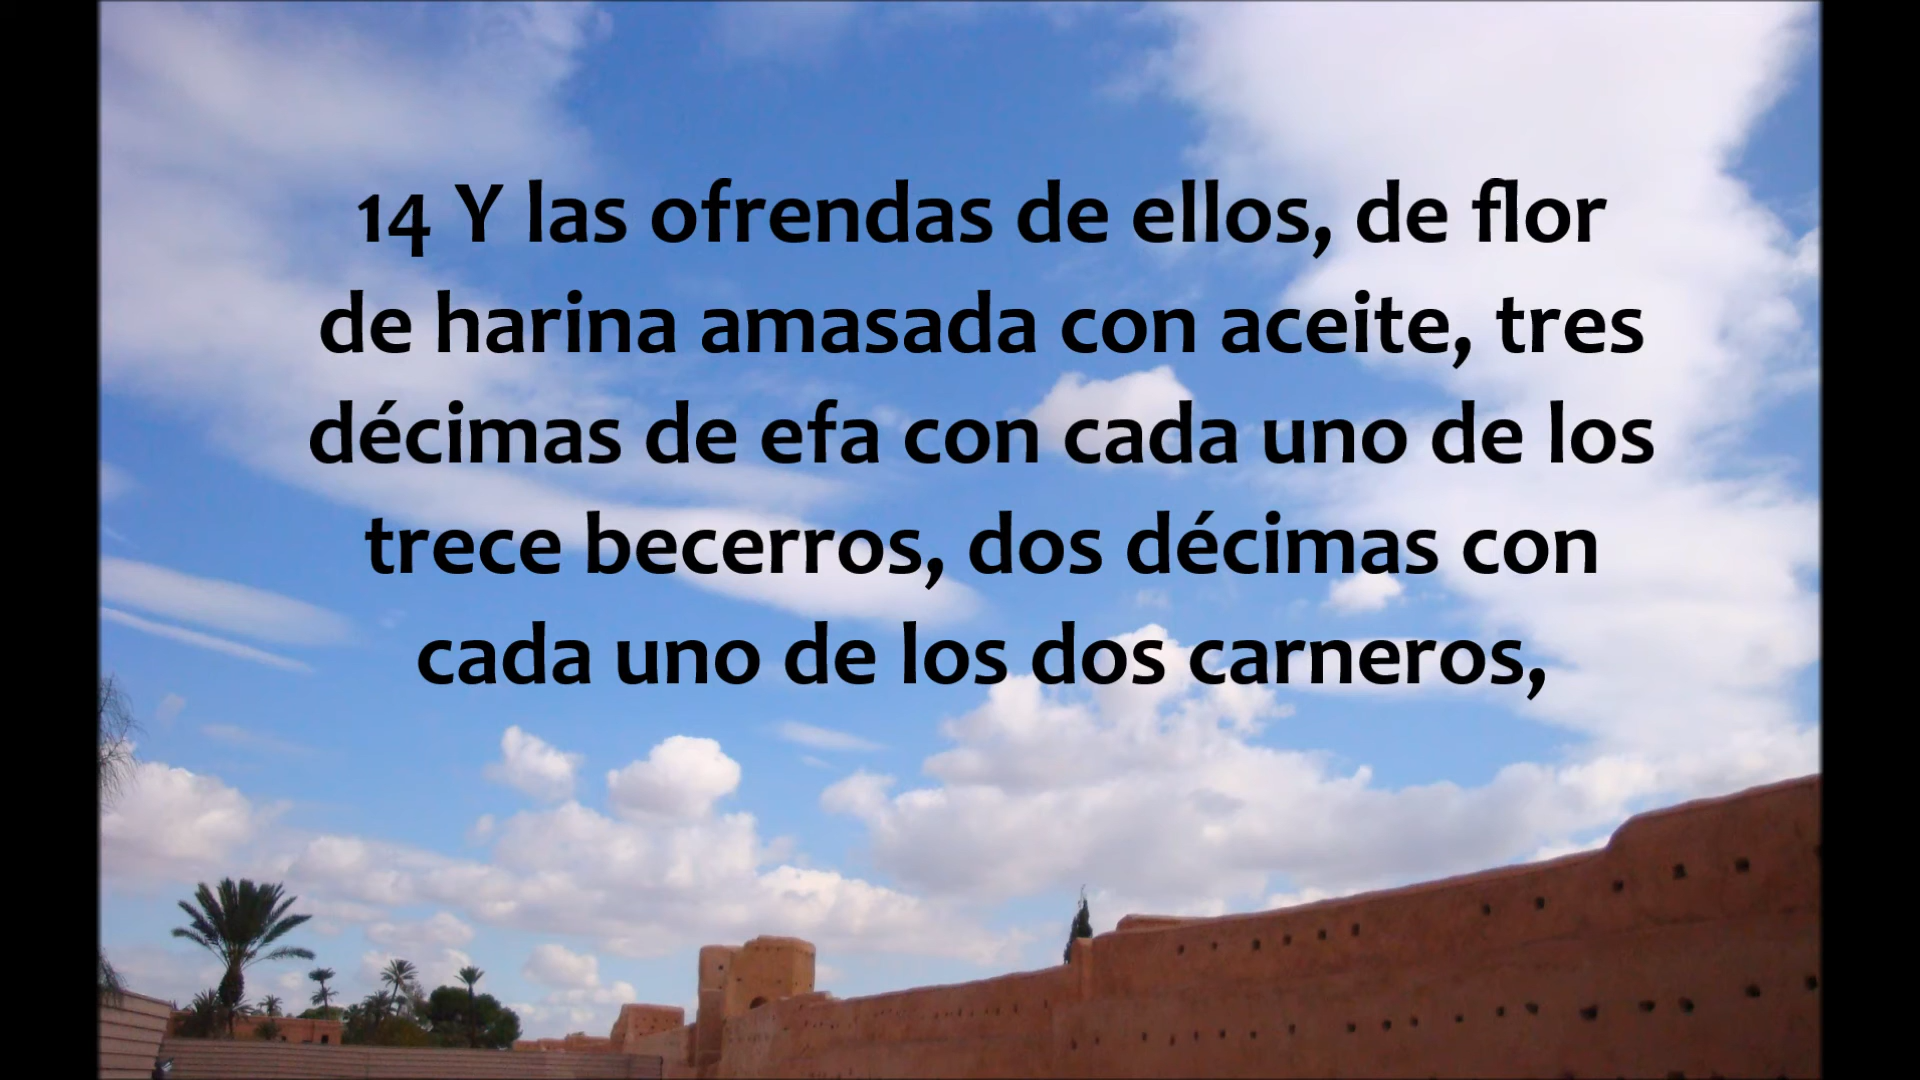 14 Y las ofrendas de ellos, de flor
de harina amasada con aceite, tres
décimas de efa con cada uno de los
trece becerros, dos décimas con
cada uno de los dos carneros,